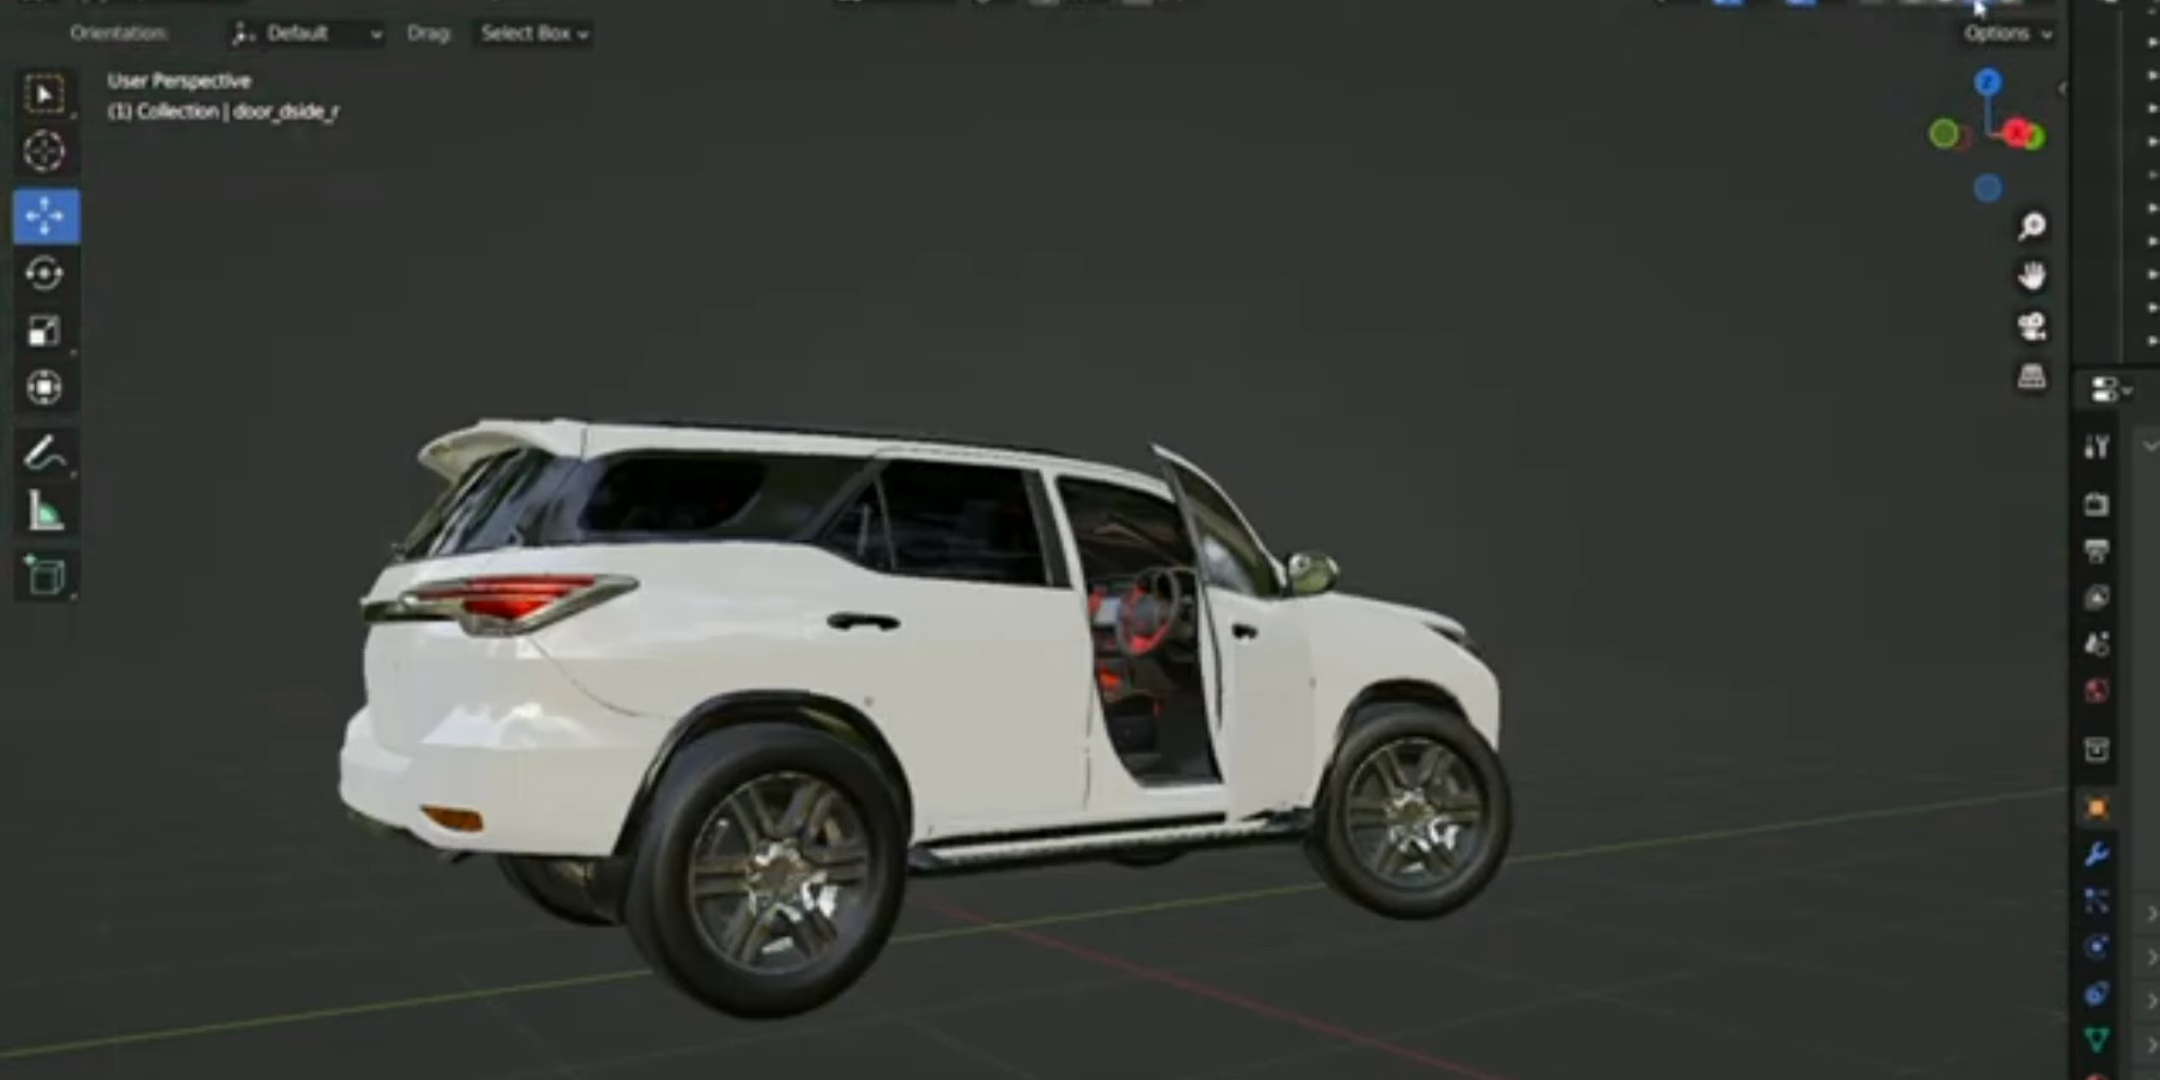 Orientation: Default Drag: Select Box Options
User Perspective
(1) Collection | door_dside_r
Z
X